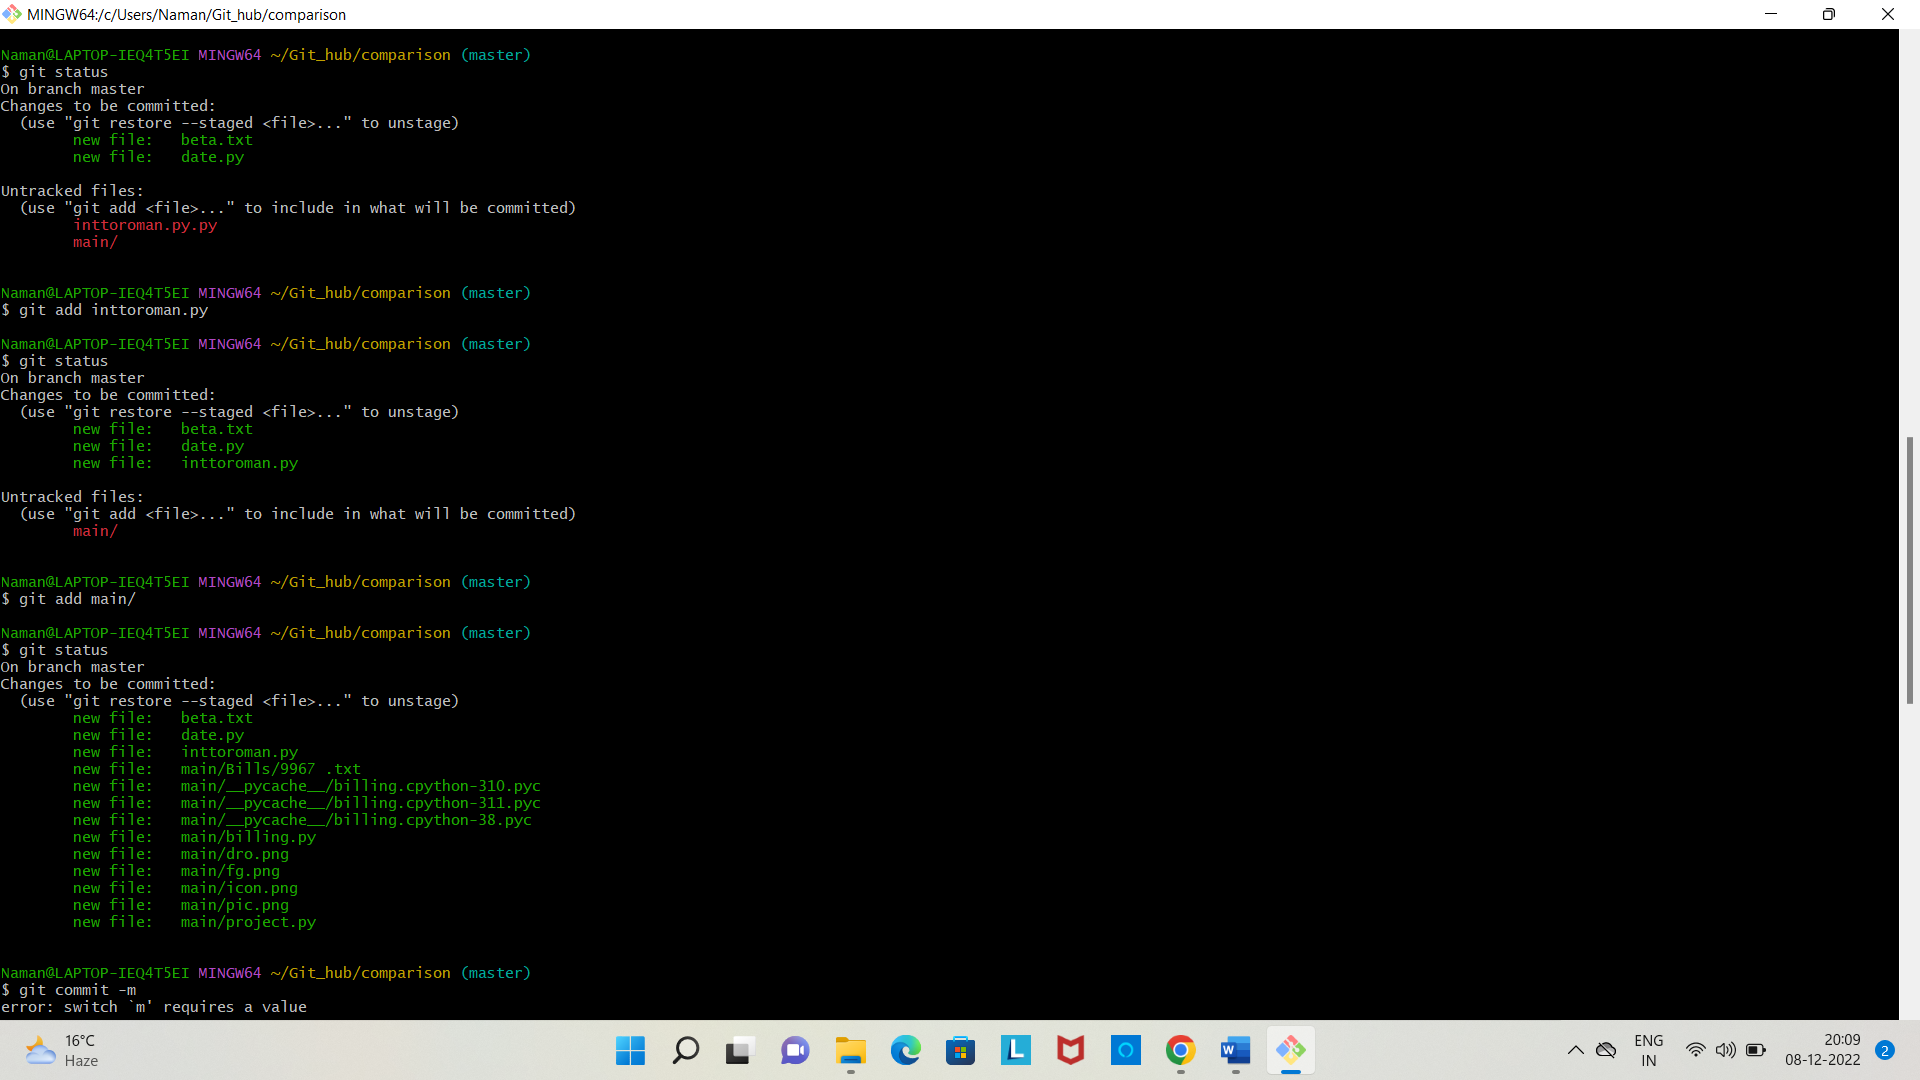 MINGW64:/c/Users/Naman/Git_hub/comparison
Naman@LAPTOP-IEQ4T5EI MINGW64 ~/Git_hub/comparison (master)
$ git status
On branch master
Changes to be committed:
  (use "git restore --staged <file>..." to unstage)
        new file:   beta.txt
        new file:   date.py
Untracked files:
  (use "git add <file>..." to include in what will be committed)
        inttoroman.py.py
        main/
Naman@LAPTOP-IEQ4T5EI MINGW64 ~/Git_hub/comparison (master)
$ git add inttoroman.py
Naman@LAPTOP-IEQ4T5EI MINGW64 ~/Git_hub/comparison (master)
$ git status
On branch master
Changes to be committed:
  (use "git restore --staged <file>..." to unstage)
        new file:   beta.txt
        new file:   date.py
        new file:   inttoroman.py
Untracked files:
  (use "git add <file>..." to include in what will be committed)
        main/
Naman@LAPTOP-IEQ4T5EI MINGW64 ~/Git_hub/comparison (master)
$ git add main/
Naman@LAPTOP-IEQ4T5EI MINGW64 ~/Git_hub/comparison (master)
$ git status
On branch master
Changes to be committed:
  (use "git restore --staged <file>..." to unstage)
        new file:   beta.txt
        new file:   date.py
        new file:   inttoroman.py
        new file:   main/Bills/9967 .txt
        new file:   main/__pycache__/billing.cpython-310.pyc
        new file:   main/__pycache__/billing.cpython-311.pyc
        new file:   main/__pycache__/billing.cpython-38.pyc
        new file:   main/billing.py
        new file:   main/dro.png
        new file:   main/fg.png
        new file:   main/icon.png
        new file:   main/pic.png
        new file:   main/project.py
Naman@LAPTOP-IEQ4T5EI MINGW64 ~/Git_hub/comparison (master)
$ git commit -m
error: switch `m' requires a value
16°C
Haze
L
W
ENG
IN
20:09
08-12-2022
2